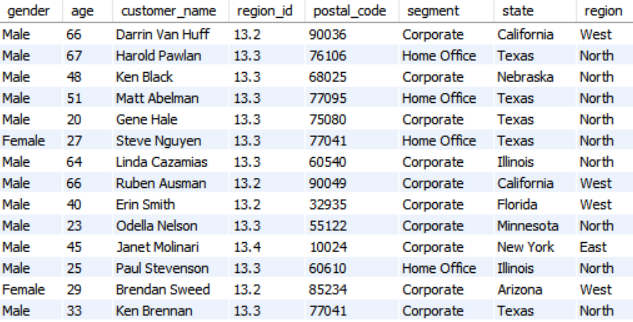 gender age customer_name region_id postal_code segment state region
Male 66 Darrin Van Huff 13.2 90036 Corporate California West
Male 67 Harold Pawlan 13.3 76106 Home Office Texas North
Male 48 Ken Black 13.3 68025 Corporate Nebraska North
Male 51 Matt Abelman 13.3 77095 Home Office Texas North
Male 20 Gene Hale 13.3 75080 Corporate Texas North
Female 27 Steve Nguyen 13.3 77041 Home Office Texas North
Male 64 Linda Cazamias 13.3 60540 Corporate Illinois North
Male 66 Ruben Ausman 13.2 90049 Corporate California West
Male 40 Erin Smith 13.2 32935 Corporate Florida West
Male 23 Odella Nelson 13.3 55122 Corporate Minnesota North
Male 45 Janet Molinari 13.4 10024 Corporate New York East
Male 25 Paul Stevenson 13.3 60610 Home Office Illinois North
Female 29 Brendan Sweed 13.2 85234 Corporate Arizona West
Male 33 Ken Brennan 13.3 77041 Corporate Texas North